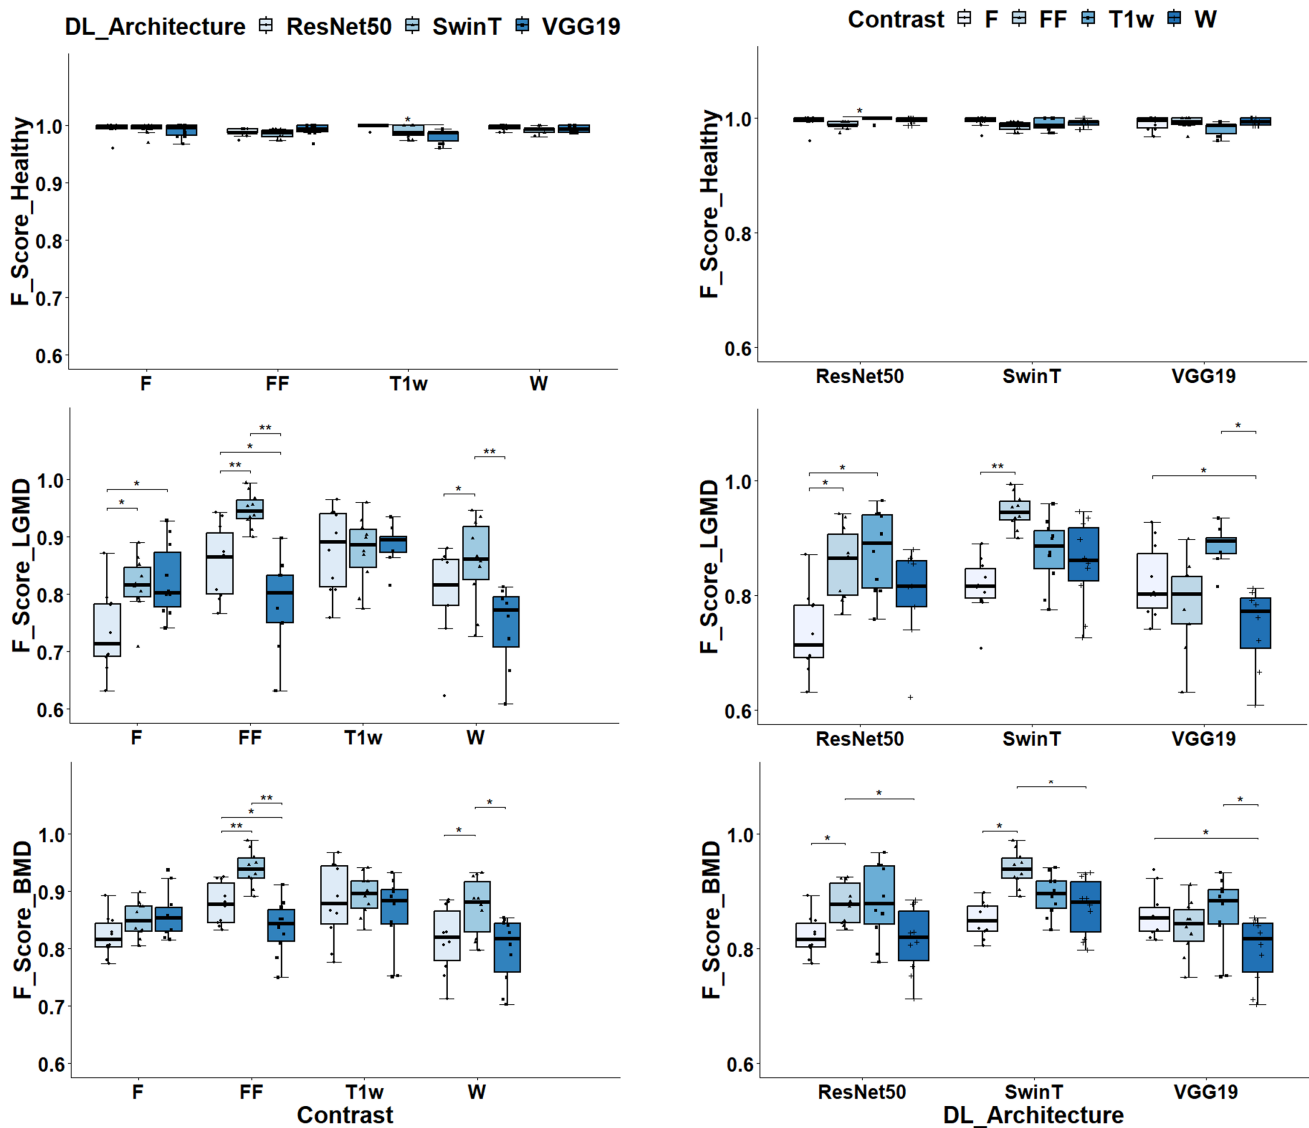 DL_Architecture ResNet50 SwinT VGG19
Contrast F FF T1w W
F_Score_Healthy
1.0
0.9
0.8
0.7
0.6
*
F FF T1w W
F_Score_Healthy
1.0
0.8
0.6
*
ResNet50 SwinT VGG19
F_Score_LGMD
1.0
0.9
0.8
0.7
0.6
* * ** * ** * **
F FF T1w W
F_Score_LGMD
1.0
0.8
0.6
* * ** * *
ResNet50 SwinT VGG19
F_Score_BMD
1.0
0.9
0.8
0.7
0.6
** * ** * *
F FF T1w W
Contrast
F_Score_BMD
1.0
0.8
0.6
* * * * * *
ResNet50 SwinT VGG19
DL_Architecture